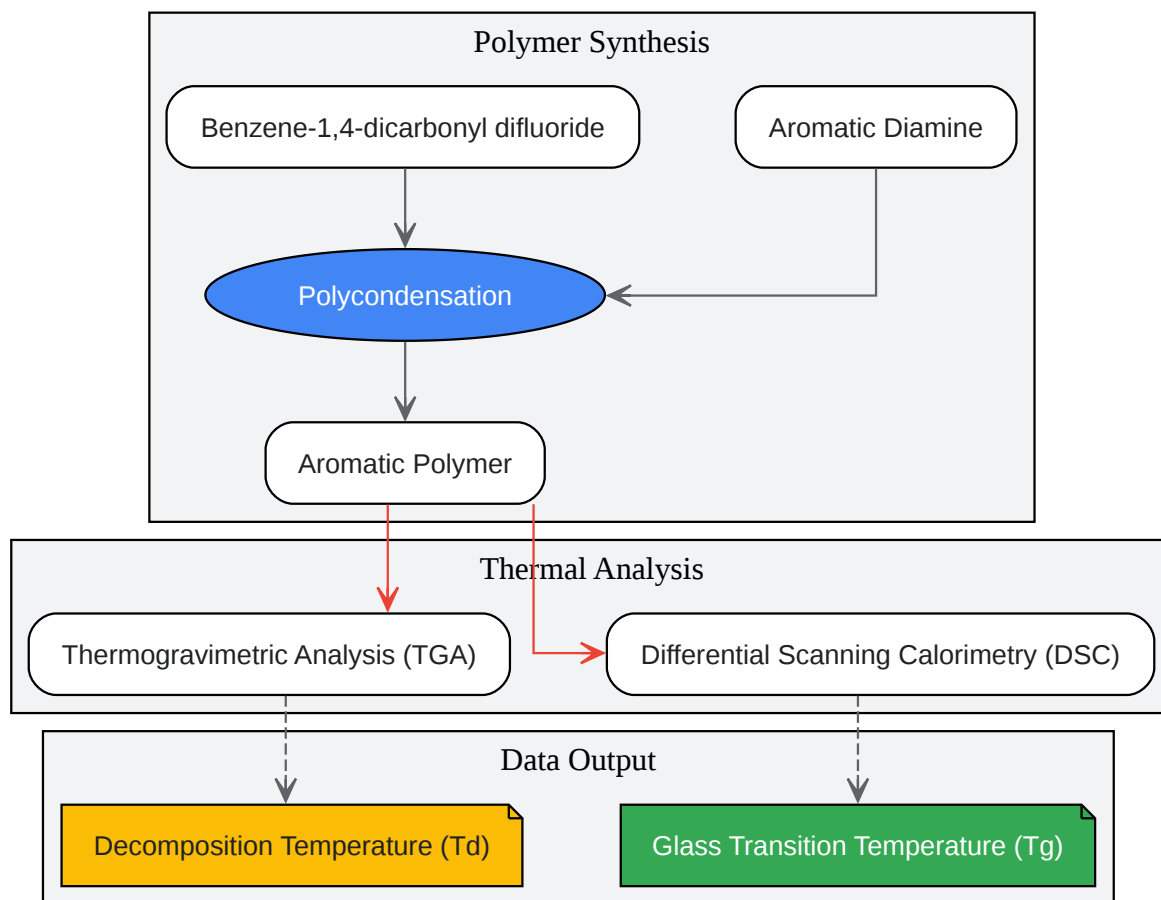 Polymer Synthesis
Benzene-1,4-dicarbonyl difluoride
Aromatic Diamine
Polycondensation
Aromatic Polymer
Thermal Analysis
Thermogravimetric Analysis (TGA)
Differential Scanning Calorimetry (DSC)
Data Output
Decomposition Temperature (Td)
Glass Transition Temperature (Tg)